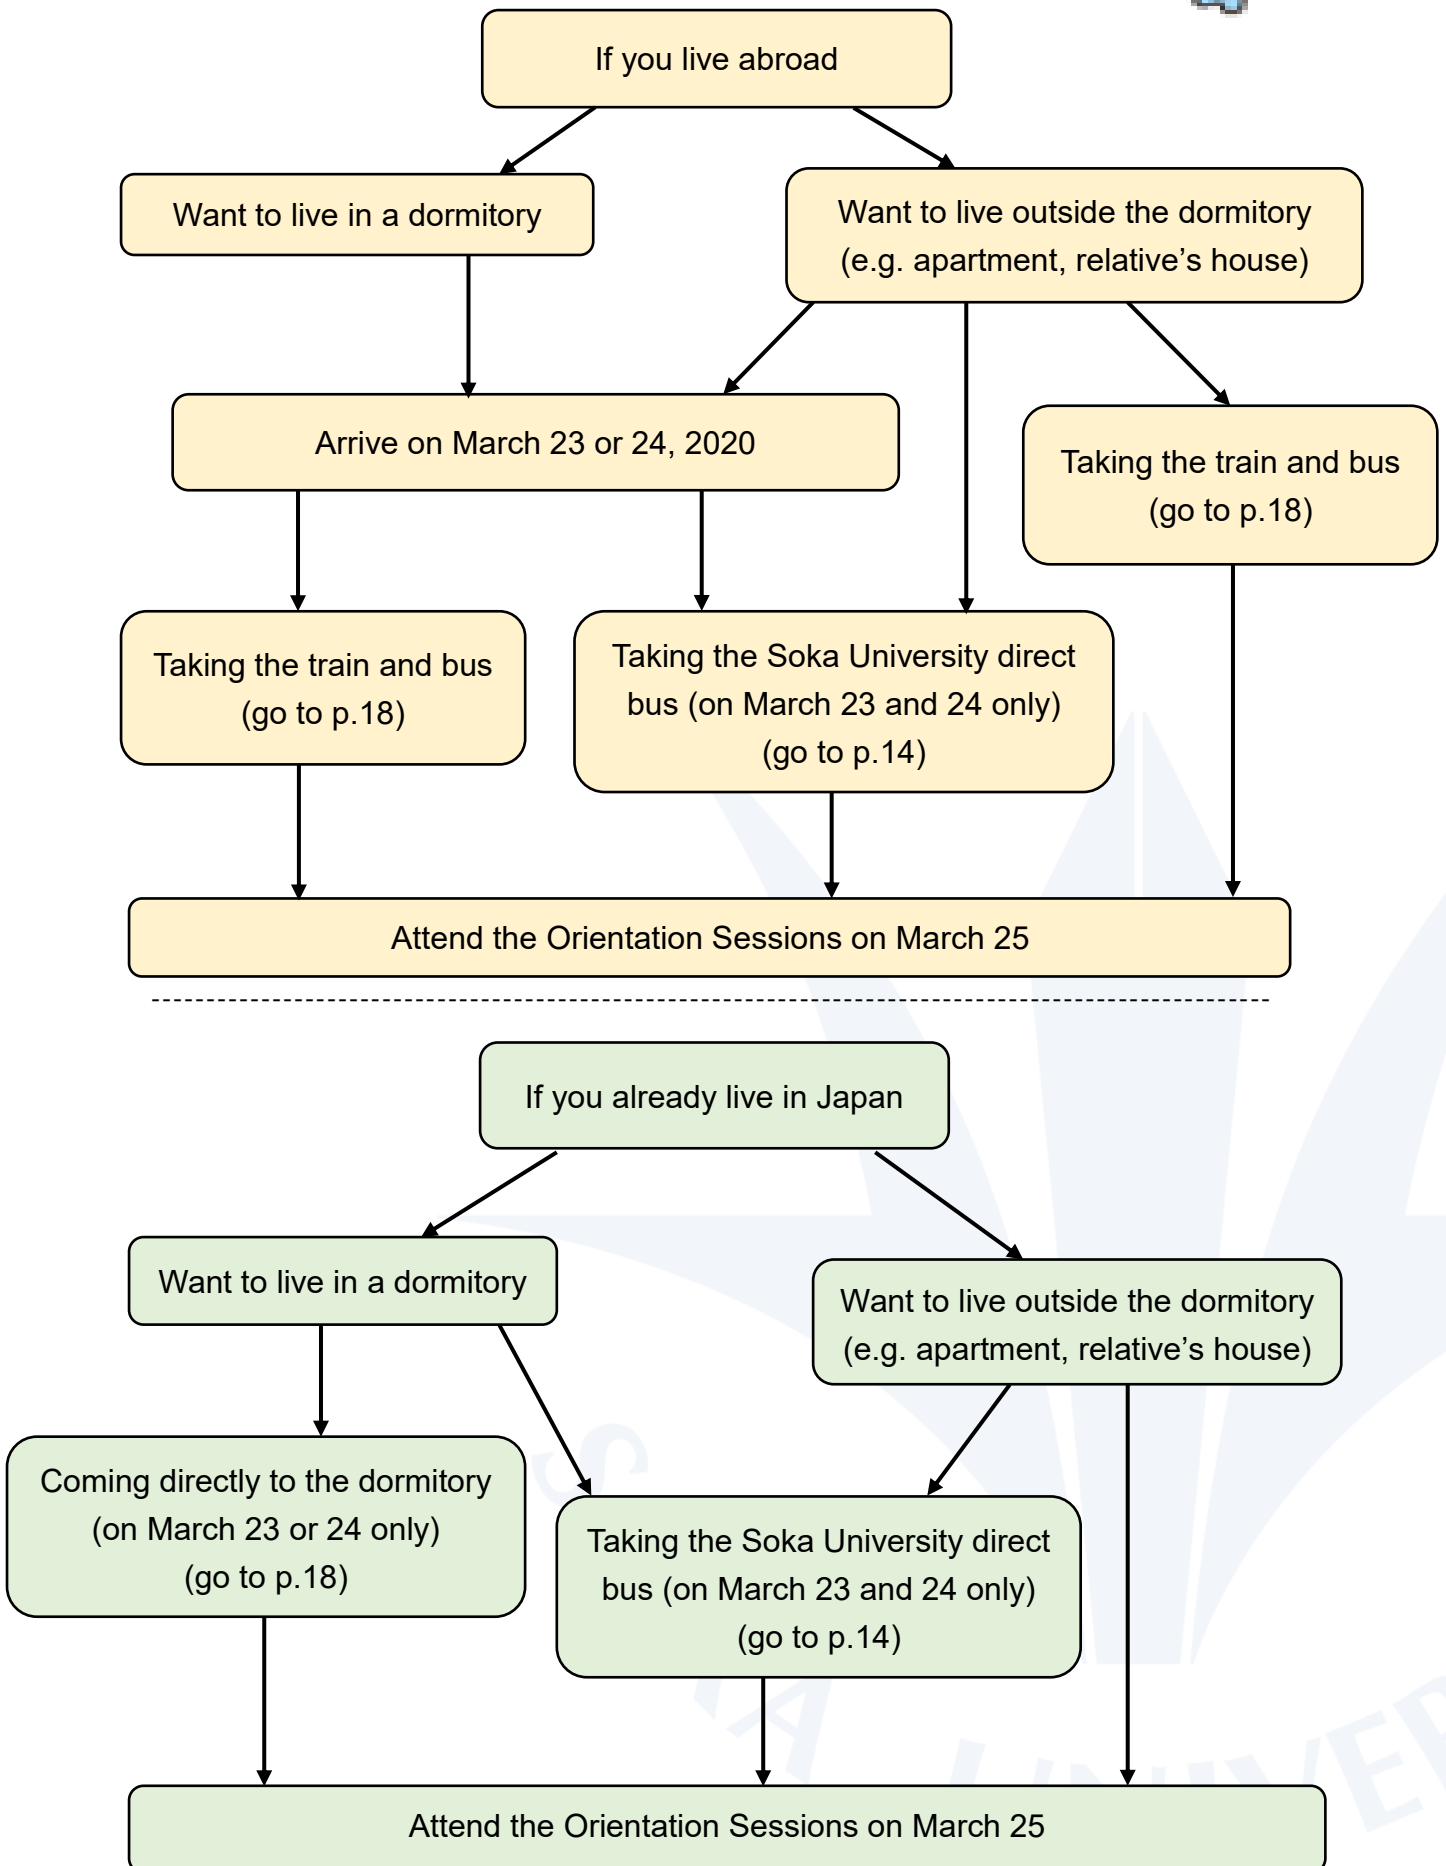 If you live abroad
Want to live in a dormitory
Want to live outside the dormitory
(e.g. apartment, relative’s house)
Arrive on March 23 or 24, 2020
Taking the train and bus
(go to p.18)
Taking the train and bus
(go to p.18)
Taking the Soka University direct
bus (on March 23 and 24 only)
(go to p.14)
Attend the Orientation Sessions on March 25
If you already live in Japan
Want to live in a dormitory
Want to live outside the dormitory
(e.g. apartment, relative’s house)
Coming directly to the dormitory
(on March 23 or 24 only)
(go to p.18)
Taking the Soka University direct
bus (on March 23 and 24 only)
(go to p.14)
Attend the Orientation Sessions on March 25